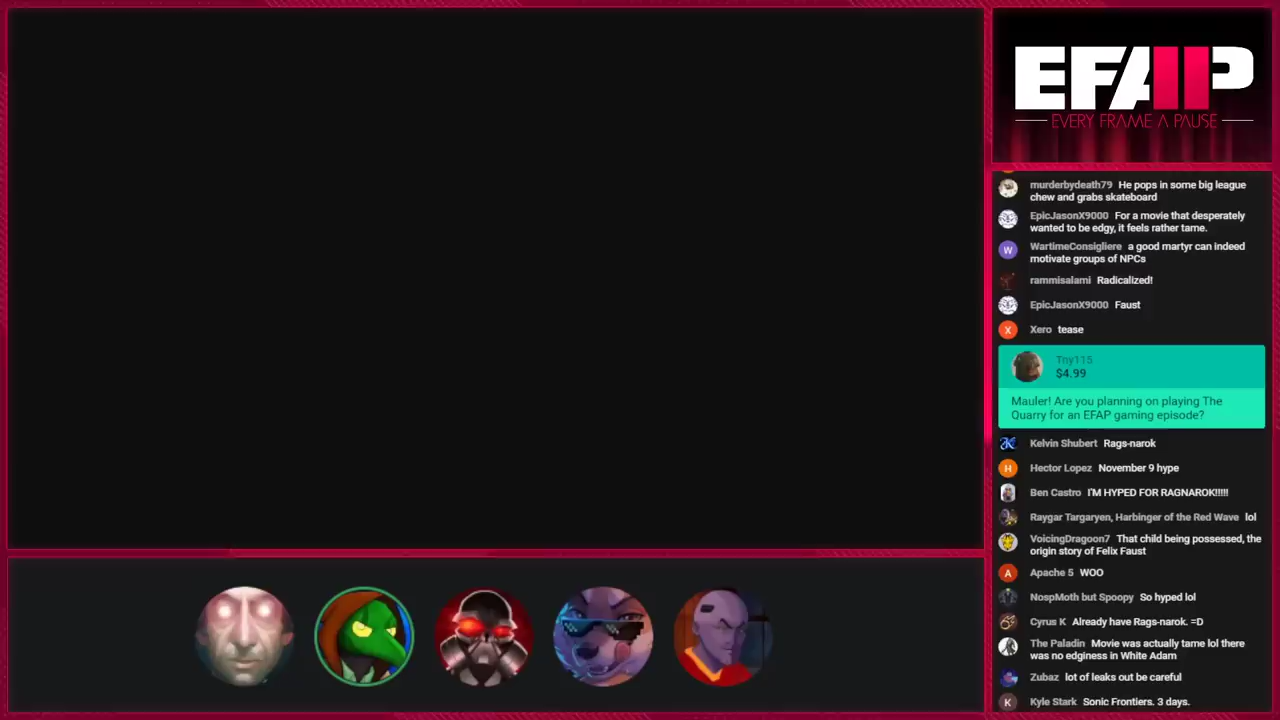 EFAP
EVERY FRAME A PAUSE
murderbydeath79 He pops in some big league
chew and grabs skateboard
EpicJasonX9000 For a movie that desperately
wanted to be edgy, it feels rather tame.
W
WartimeConsigliere a good martyr can indeed
motivate groups of NPCs
rammisalami Radicalized!
EpicJasonX9000 Faust
X
Xero tease
Tny115
$4.99
Mauler! Are you planning on playing The
Quarry for an EFAP gaming episode?
Kelvin Shubert Rags-narok
H
Hector Lopez November 9 hype
Ben Castro I'M HYPED FOR RAGNAROK!!!!!
Raygar Targaryen, Harbinger of the Red Wave lol
VoicingDragoon7 That child being possessed, the
origin story of Felix Faust
A
Apache 5 WOO
NospMoth but Spoopy So hyped lol
Cyrus K Already have Rags-narok. =D
The Paladin Movie was actually tame lol there
was no edginess in White Adam
Zubaz lot of leaks out be careful
K
Kyle Stark Sonic Frontiers. 3 days.